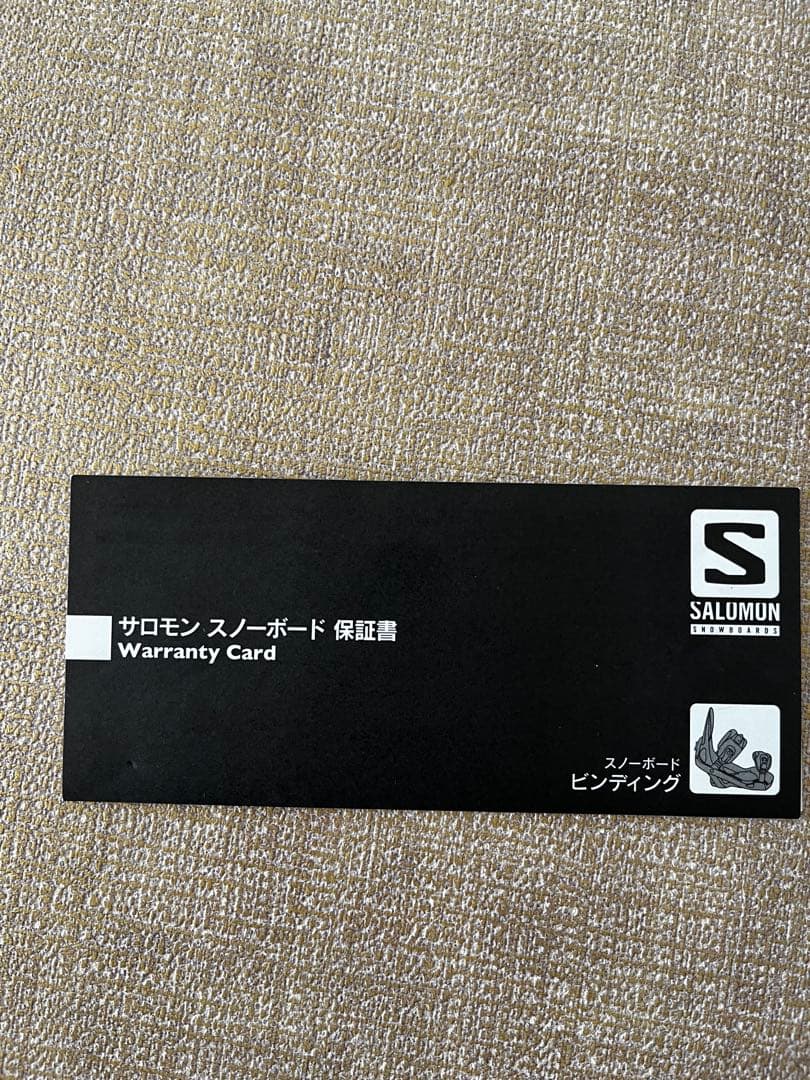 S
SALOMON
SNOWBOARDS
サロモン スノーボード 保証書
Warranty Card
スノーボード
ビンディング